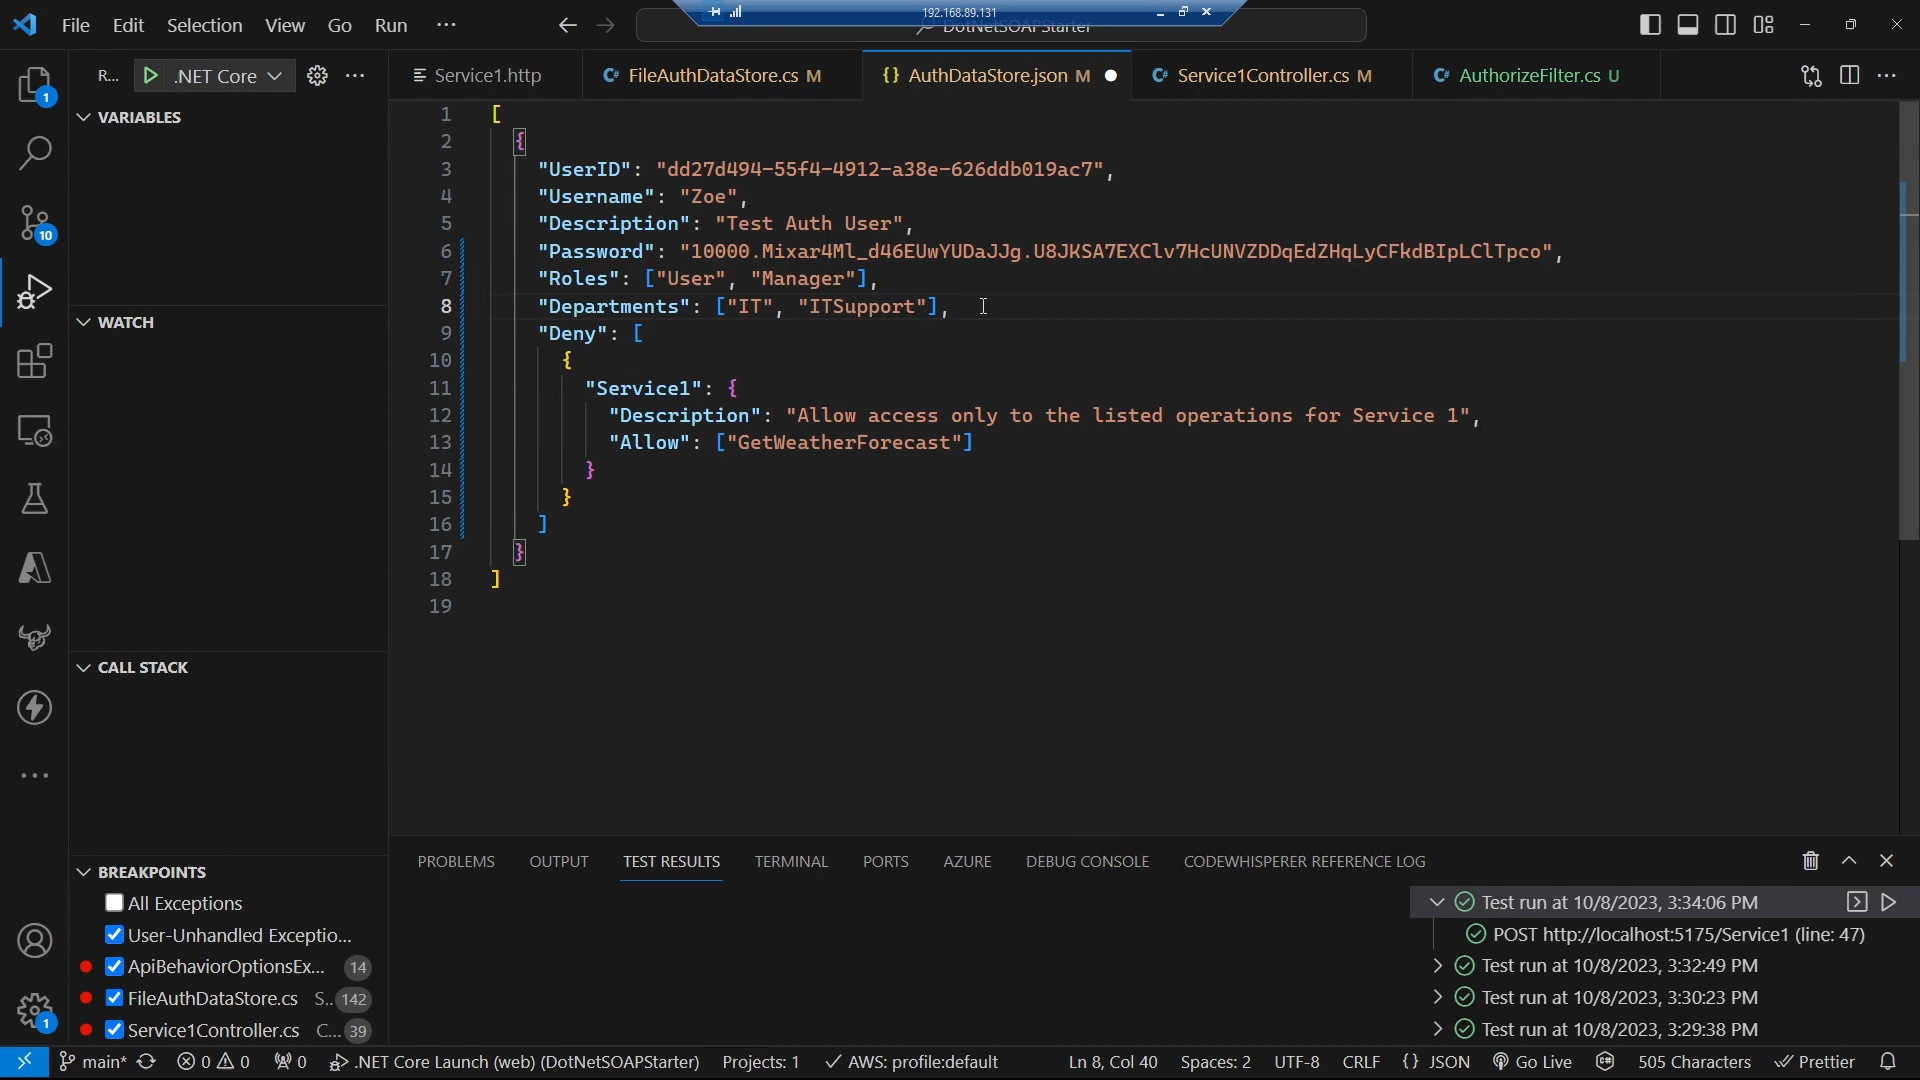 192.168.89.131
File Edit Selection View Go Run ···
DotNetSOAPStarter
R... .NET Core ···
Service1.http
FileAuthDataStore.cs M
{} AuthDataStore.json M
Service1Controller.cs M
AuthorizeFilter.cs U
VARIABLES
WATCH
CALL STACK
BREAKPOINTS
All Exceptions
User-Unhandled Exceptio...
ApiBehaviorOptionsEx... 14
FileAuthDataStore.cs S... 142
Service1Controller.cs C... 39
1
10
1
1 [
2 {
3 "UserID": "dd27d494-55f4-4912-a38e-626ddb019ac7",
4 "Username": "Zoe",
5 "Description": "Test Auth User",
6 "Password": "10000.Mixar4Ml_d46EUwYUDaJJg.U8JKSA7EXClv7HcUNVZDDqEdZHqLyCFkdBIpLClTpco",
7 "Roles": ["User", "Manager"],
8 "Departments": ["IT", "ITSupport"],
9 "Deny": [
10 {
11 "Service1": {
12 "Description": "Allow access only to the listed operations for Service 1",
13 "Allow": ["GetWeatherForecast"]
14 }
15 }
16 ]
17 }
18 ]
19
PROBLEMS OUTPUT TEST RESULTS TERMINAL PORTS AZURE DEBUG CONSOLE CODEWHISPERER REFERENCE LOG
Test run at 10/8/2023, 3:34:06 PM
POST http://localhost:5175/Service1 (line: 47)
Test run at 10/8/2023, 3:32:49 PM
Test run at 10/8/2023, 3:30:23 PM
Test run at 10/8/2023, 3:29:38 PM
main* 0 0 0 .NET Core Launch (web) (DotNetSOAPStarter) Projects: 1 AWS: profile:default Ln 8, Col 40 Spaces: 2 UTF-8 CRLF {} JSON Go Live 505 Characters Prettier